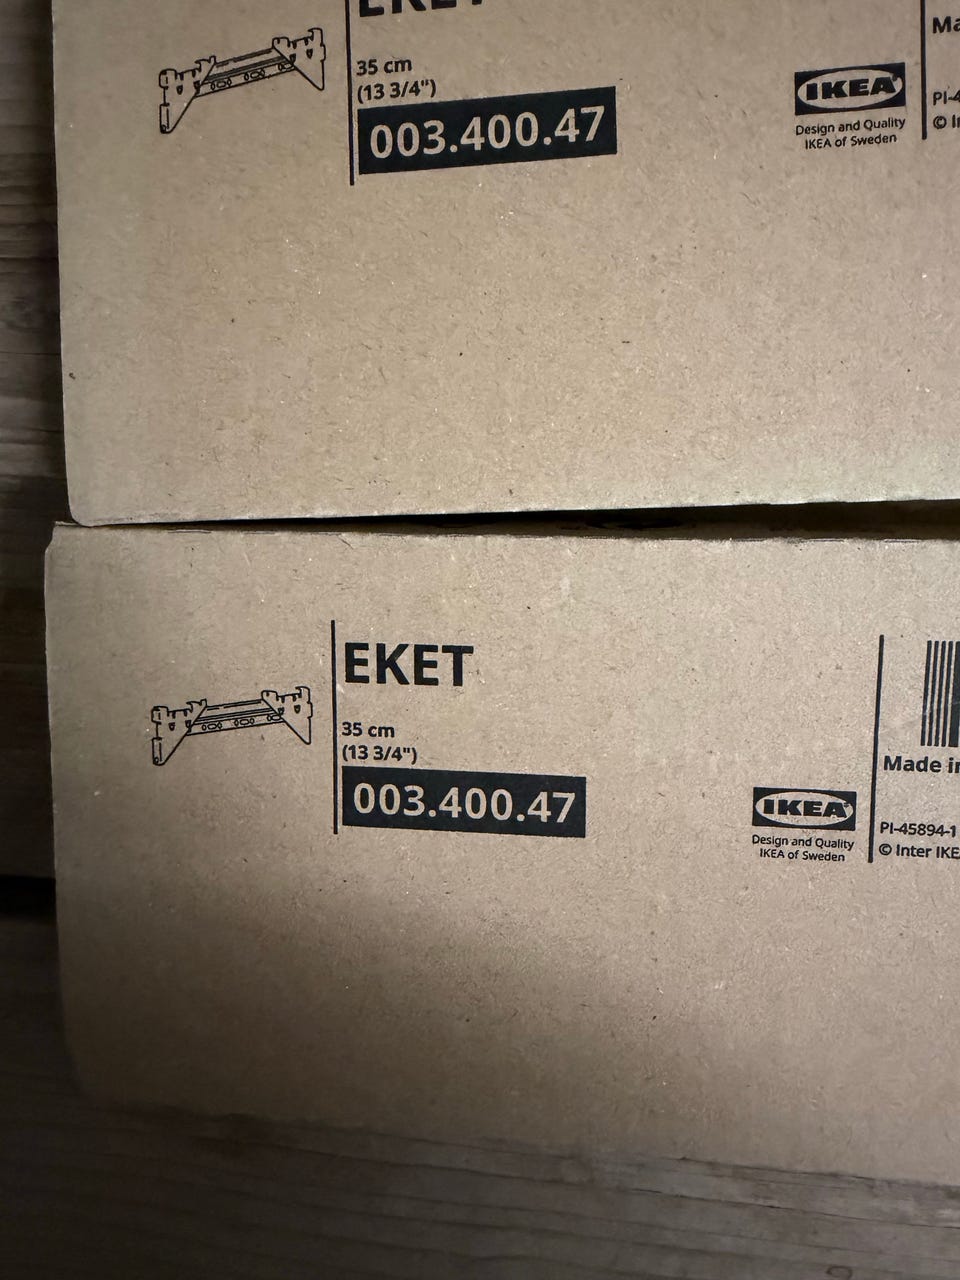 EKET
35 cm
(13 3/4")
003.400.47
IKEA
Design and Quality
IKEA of Sweden
©
EKET
35 cm
(13 3/4")
003.400.47
IKEA
Design and Quality
IKEA of Sweden
Made in
PI-45894-1
© Inter IKE